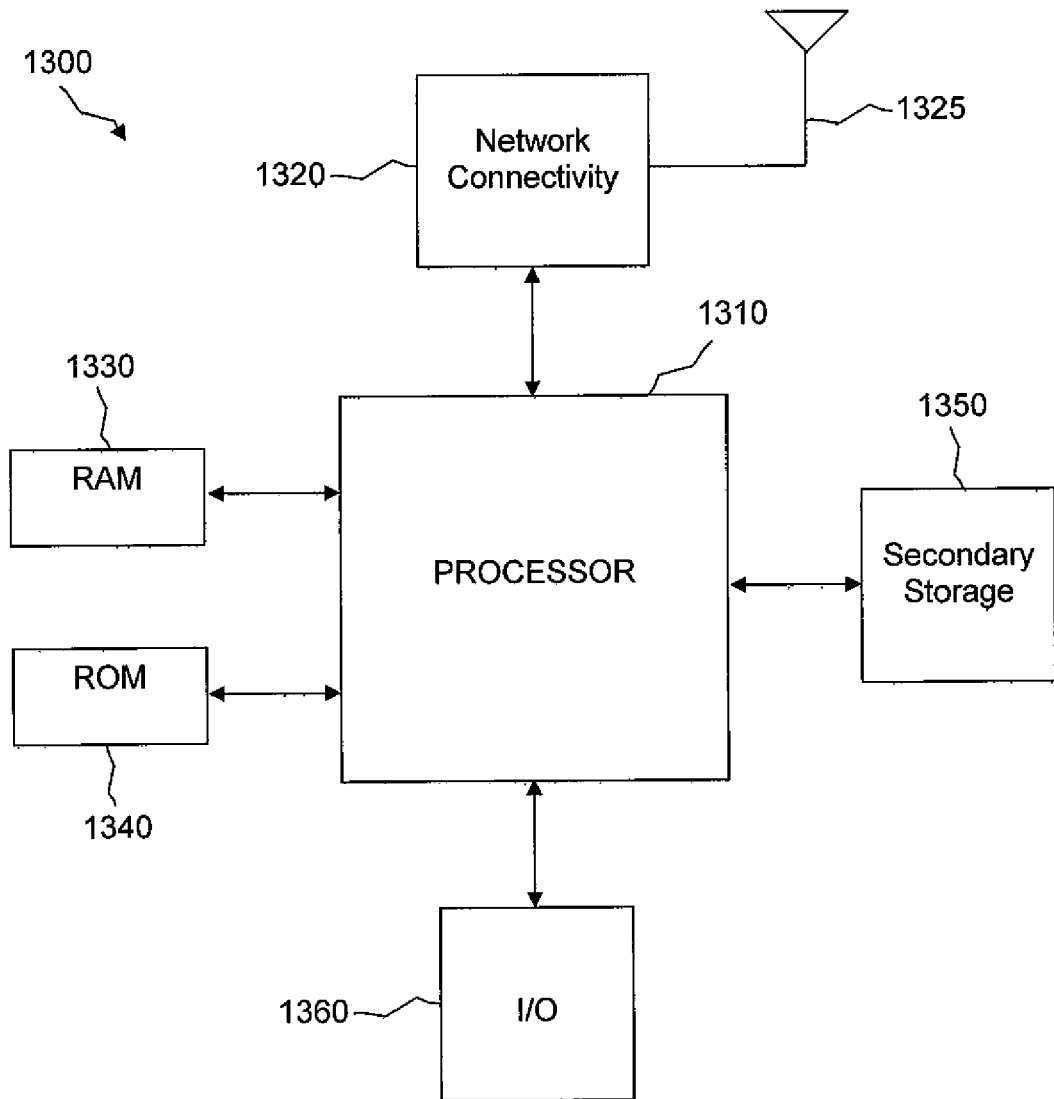 1300
1325
Network
Connectivity
1320
1310
1330
1350
RAM
Secondary
Storage
PROCESSOR
ROM
1340
I/O
1360